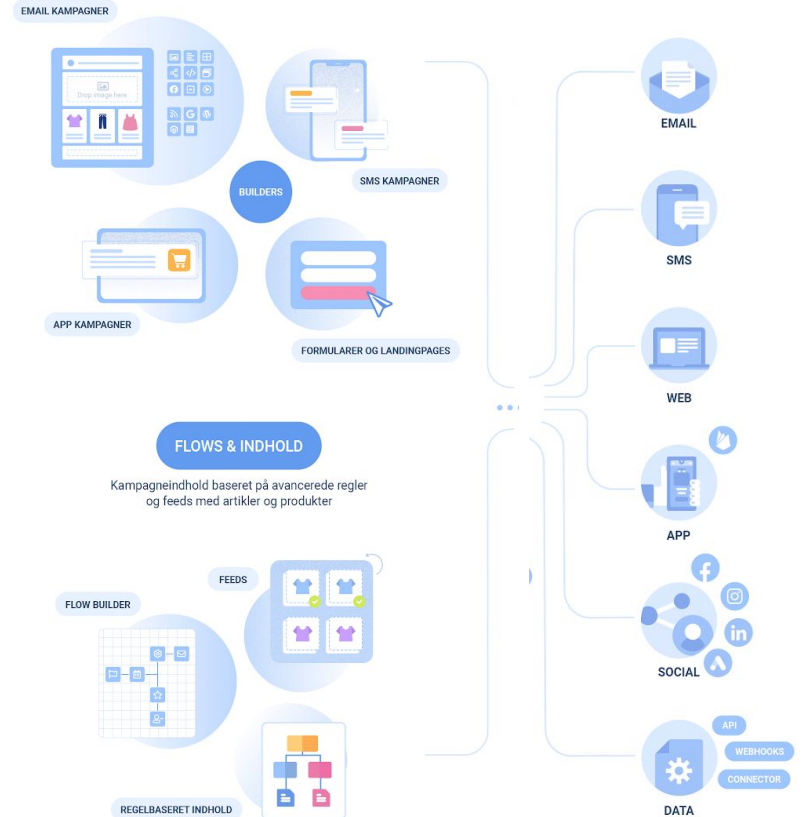 EMAIL KAMPAGNER
Drop image here
SMS KAMPAGNER
BUILDERS
APP KAMPAGNER
FORMULARER OG LANDINGPAGES
FLOWS & INDHOLD
Kampagneindhold baseret på avancerede regler
og feeds med artikler og produkter
FEEDS
FLOW BUILDER
REGELBASERET INDHOLD
EMAIL
SMS
WEB
APP
SOCIAL
API
WEBHOOKS
CONNECTOR
DATA